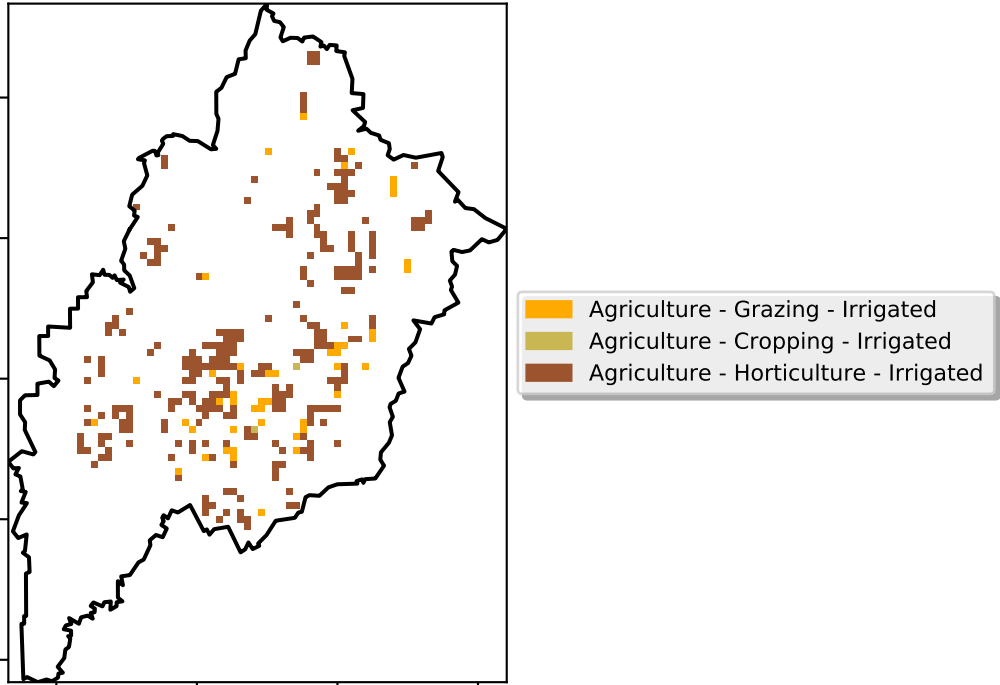 Agriculture - Grazing - Irrigated
Agriculture - Cropping - Irrigated
Agriculture - Horticulture - Irrigated